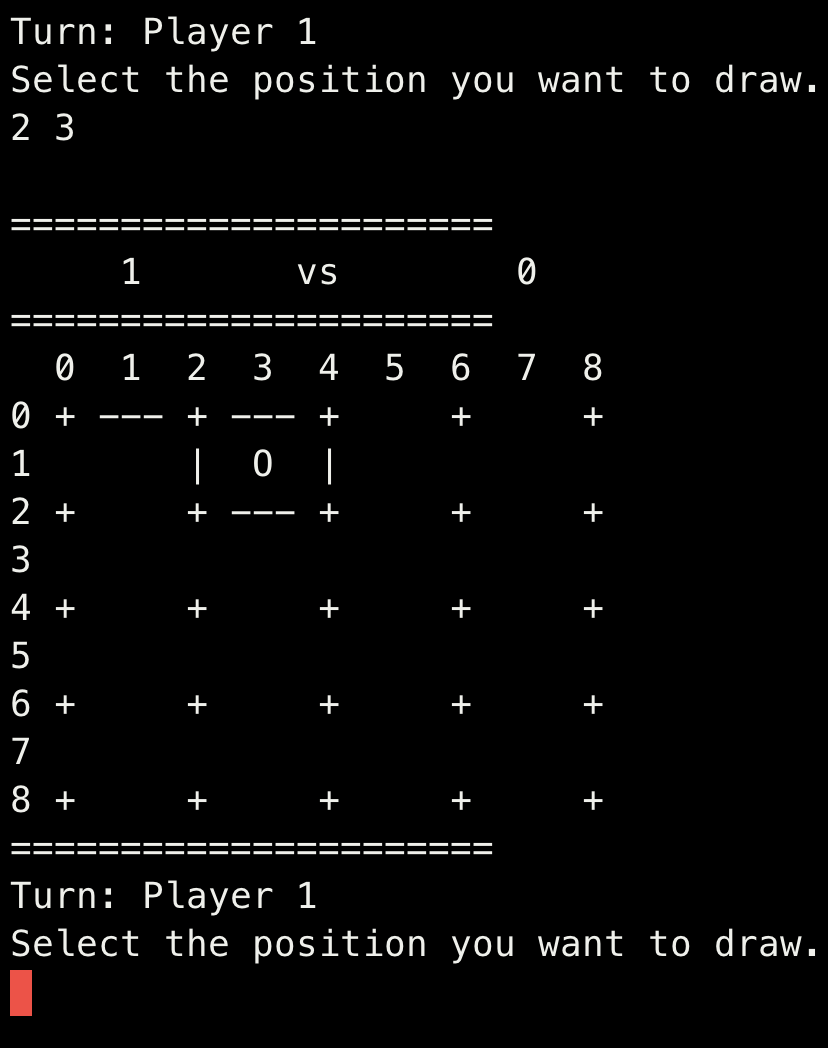 Turn: Player 1
Select the position you want to draw.
2 3
======================
     1       vs        0
======================
  0  1  2  3  4  5  6  7  8
0 + --- + --- +     +     +
1       |  O  |
2 +     + --- +     +     +
3
4 +     +     +     +     +
5
6 +     +     +     +     +
7
8 +     +     +     +     +
======================
Turn: Player 1
Select the position you want to draw.